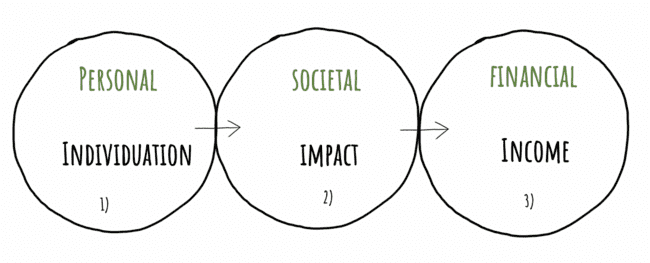 Personal
Individuation
1)
societal
impact
2)
financial
Income
3)